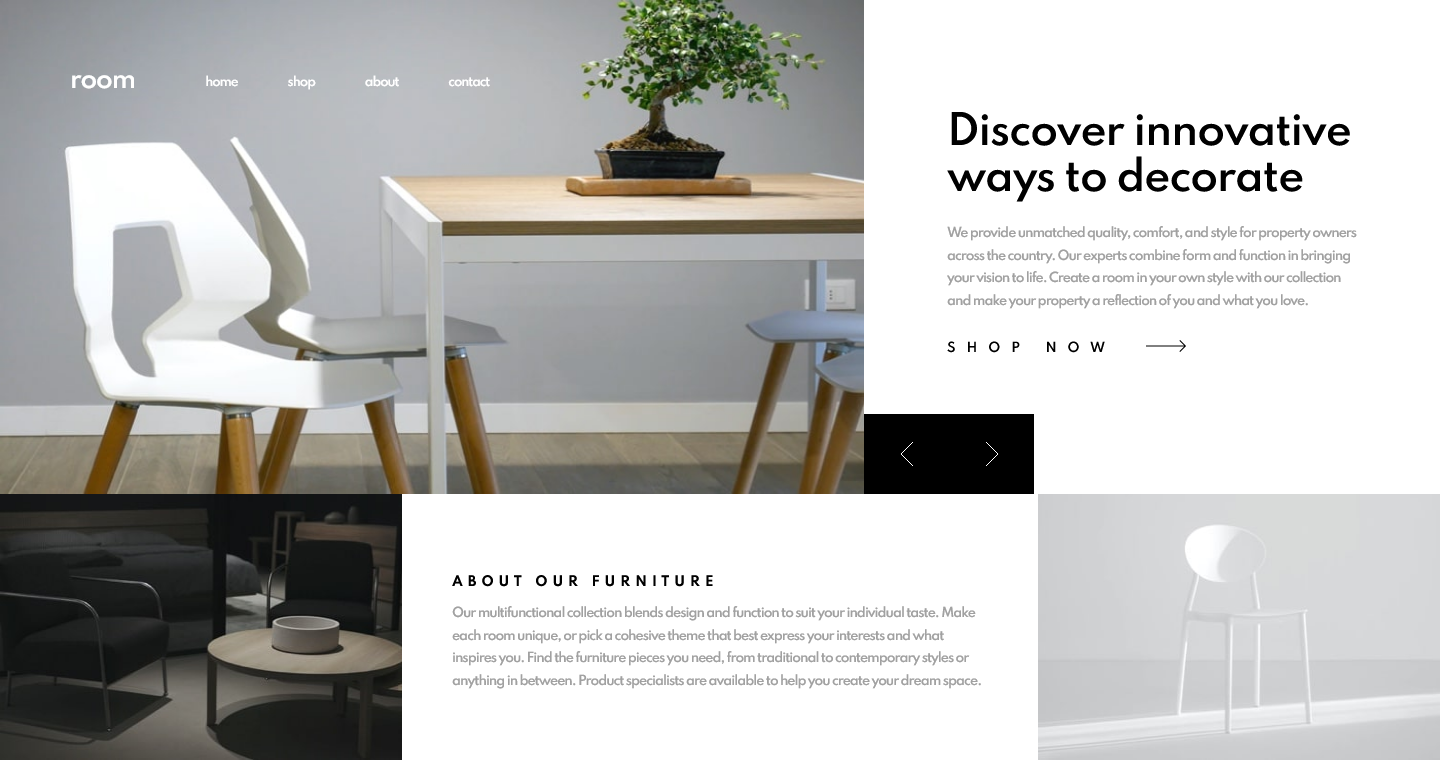 room
home
shop
about
contact
Discover innovative
ways to decorate
We provide unmatched quality, comfort, and style for property owners
across the country. Our experts combine form and function in bringing
your vision to life. Create a room in your own style with our collection
and make your property a reflection of you and what you love.
SHOP NOW
ABOUT OUR FURNITURE
Our multifunctional collection blends design and function to suit your individual taste. Make
each room unique, or pick a cohesive theme that best express your interests and what
inspires you. Find the furniture pieces you need, from traditional to contemporary styles or
anything in between. Product specialists are available to help you create your dream space.